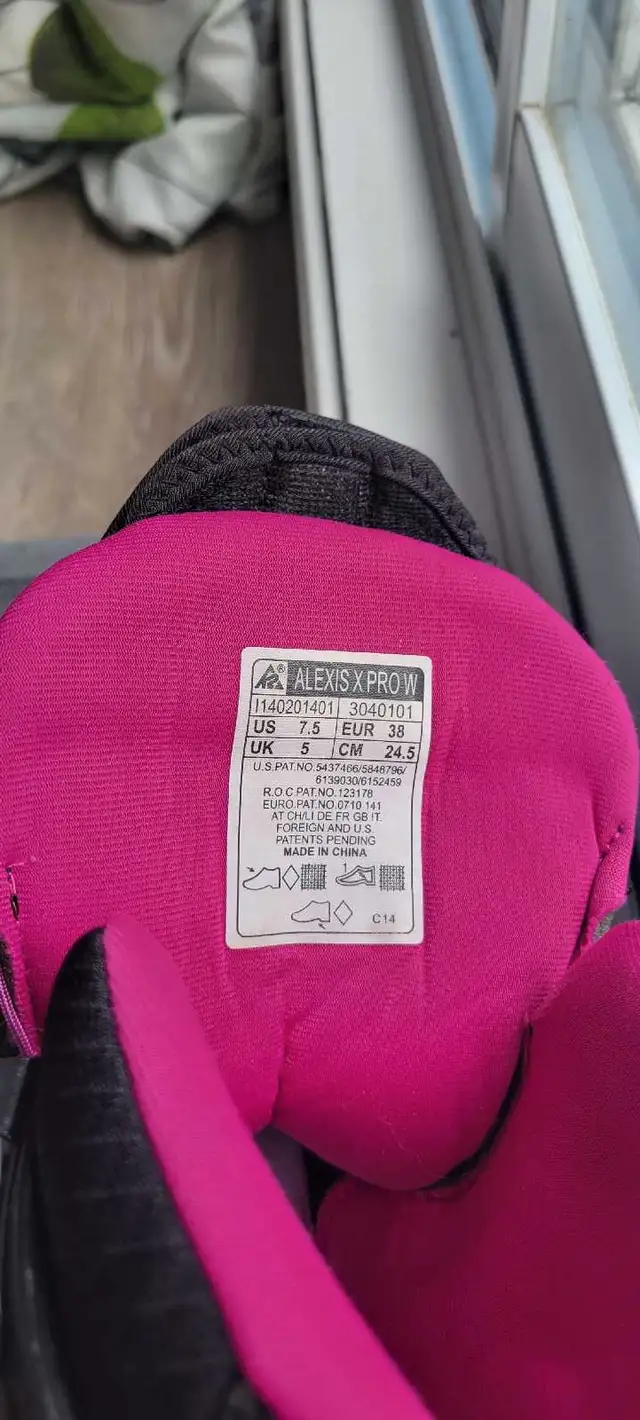 ® ALEXIS X PRO W
I140201401 3040101
US 7.5 EUR 38
UK 5 CM 24.5
U.S.PAT.NO.5437466/5848796/
6139030/6152459
R.O.C.PAT.NO.123178
EURO.PAT.NO.0710 141
AT CH/LI DE FR GB IT.
FOREIGN AND U.S.
PATENTS PENDING
MADE IN CHINA
1
C14